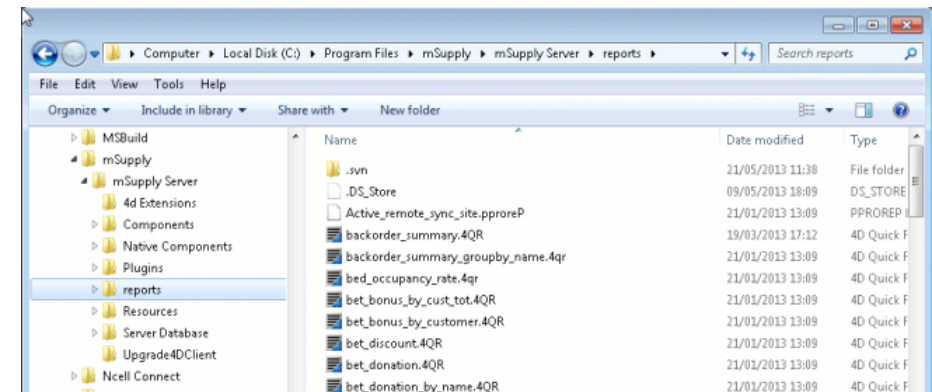 Computer Local Disk (C:) Program Files mSupply mSupply Server reports Search reports
File Edit View Tools Help
Organize Include in library Share with New folder
MSBuild
mSupply
mSupply Server
4d Extensions
Components
Native Components
Plugins
reports
Resources
Server Database
Upgrade4DClient
Ncell Connect
Name Date modified Type
.svn 21/05/2013 11:38 File folder
.DS_Store 09/05/2013 18:09 DS_STORE
Active_remote_sync_site.pproreP 21/01/2013 13:09 PPROREP
backorder_summary.4QR 19/03/2013 17:12 4D Quick
backorder_summary_groupby_name.4qr 21/01/2013 13:09 4D Quick
bed_occupancy_rate.4qr 21/01/2013 13:09 4D Quick
bet_bonus_by_cust_tot.4QR 21/01/2013 13:09 4D Quick
bet_bonus_by_customer.4QR 21/01/2013 13:09 4D Quick
bet_discount.4QR 21/01/2013 13:09 4D Quick
bet_donation.4QR 21/01/2013 13:09 4D Quick
bet_donation_by_name.4QR 21/01/2013 13:09 4D Quick